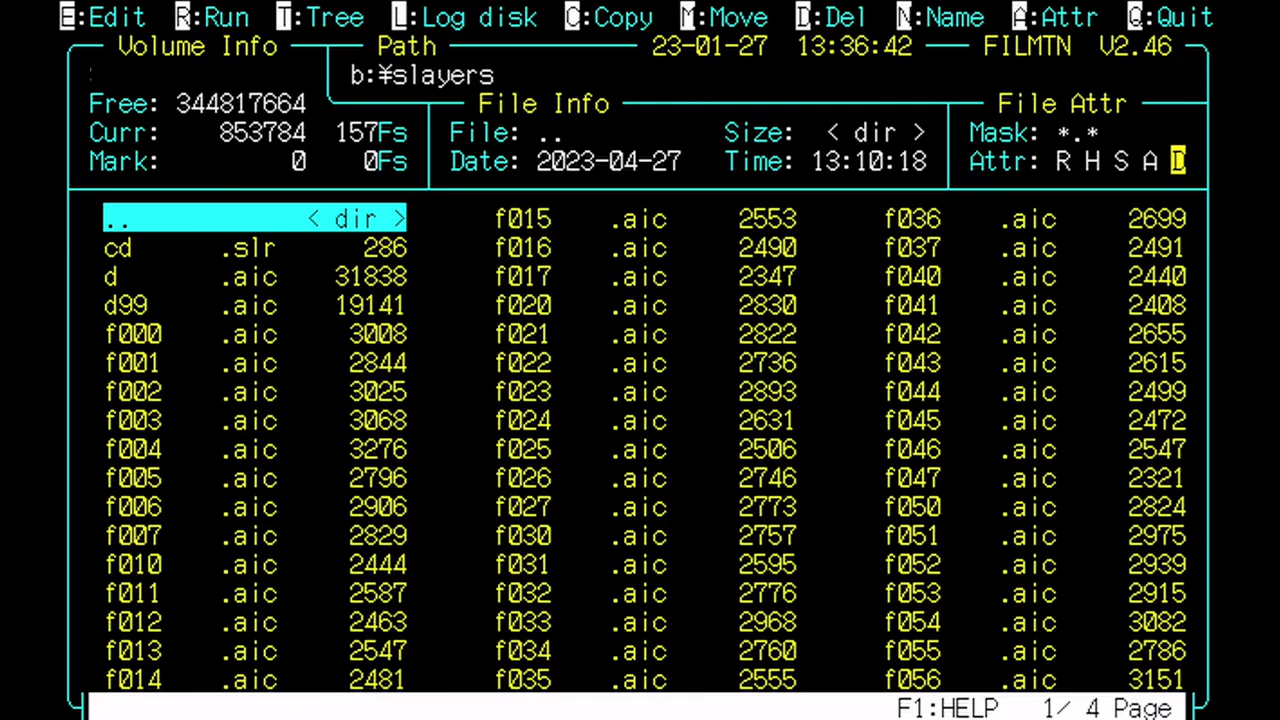 E:Edit R:Run T:Tree L:Log disk C:Copy M:Move D:Del N:Name A:Attr Q:Quit
Volume Info Path 23-01-27 13:36:42 FILMTN V2.46
: b:¥slayers
Free: 344817664 File Info File Attr
Curr: 853784 157Fs File: .. Size: < dir > Mask: *.*
Mark: 0 0Fs Date: 2023-04-27 Time: 13:10:18 Attr: R H S A D
.. < dir > f015 .aic 2553 f036 .aic 2699
cd .slr 286 f016 .aic 2490 f037 .aic 2491
d .aic 31838 f017 .aic 2347 f040 .aic 2440
d99 .aic 19141 f020 .aic 2830 f041 .aic 2408
f000 .aic 3008 f021 .aic 2822 f042 .aic 2655
f001 .aic 2844 f022 .aic 2736 f043 .aic 2615
f002 .aic 3025 f023 .aic 2893 f044 .aic 2499
f003 .aic 3068 f024 .aic 2631 f045 .aic 2472
f004 .aic 3276 f025 .aic 2506 f046 .aic 2547
f005 .aic 2796 f026 .aic 2746 f047 .aic 2321
f006 .aic 2906 f027 .aic 2773 f050 .aic 2824
f007 .aic 2829 f030 .aic 2757 f051 .aic 2975
f010 .aic 2444 f031 .aic 2595 f052 .aic 2939
f011 .aic 2587 f032 .aic 2776 f053 .aic 2915
f012 .aic 2463 f033 .aic 2968 f054 .aic 3082
f013 .aic 2547 f034 .aic 2760 f055 .aic 2786
f014 .aic 2481 f035 .aic 2555 f056 .aic 3151
F1:HELP 1/ 4 Page